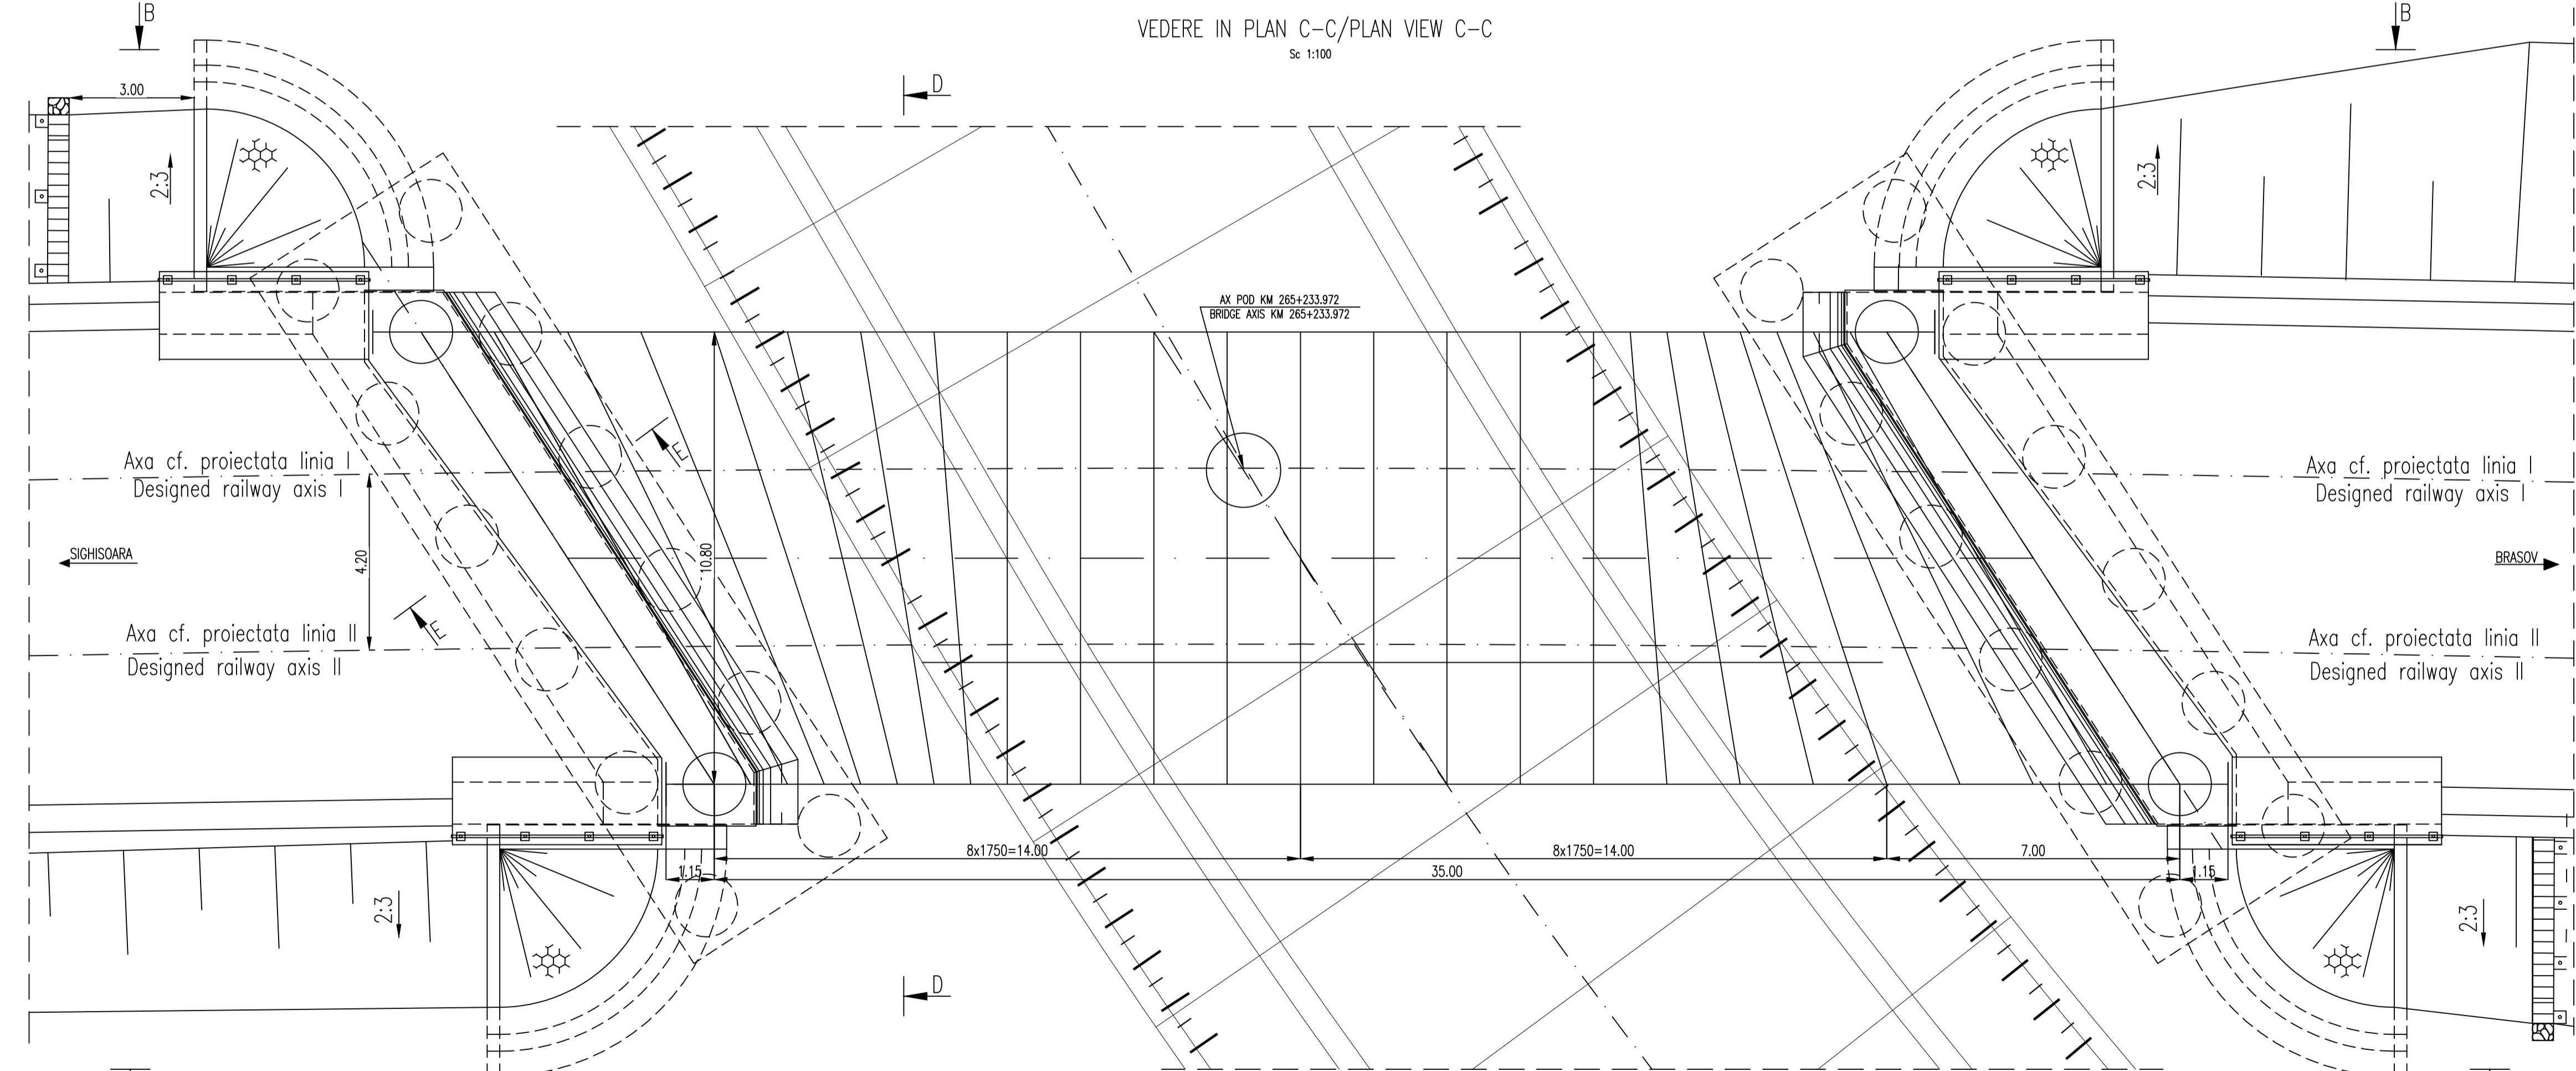 B
VEDERE IN PLAN C-C/PLAN VIEW C-C
B
Sc 1:100
D
3.00
2:3
2:3
AX POD KM 265+233.972
BRIDGE AXIS KM 265+233.972
E
Axa cf. proiectata linia I
Designed railway axis I
Axa cf. proiectata linia I
Designed railway axis I
SIGHISOARA
4.20
10.80
BRASOV
E
Axa cf. proiectata linia II
Designed railway axis II
Axa cf. proiectata linia II
Designed railway axis II
8x1750=14.00
8x1750=14.00
7.00
1.15
35.00
1.15
2:3
2:3
D